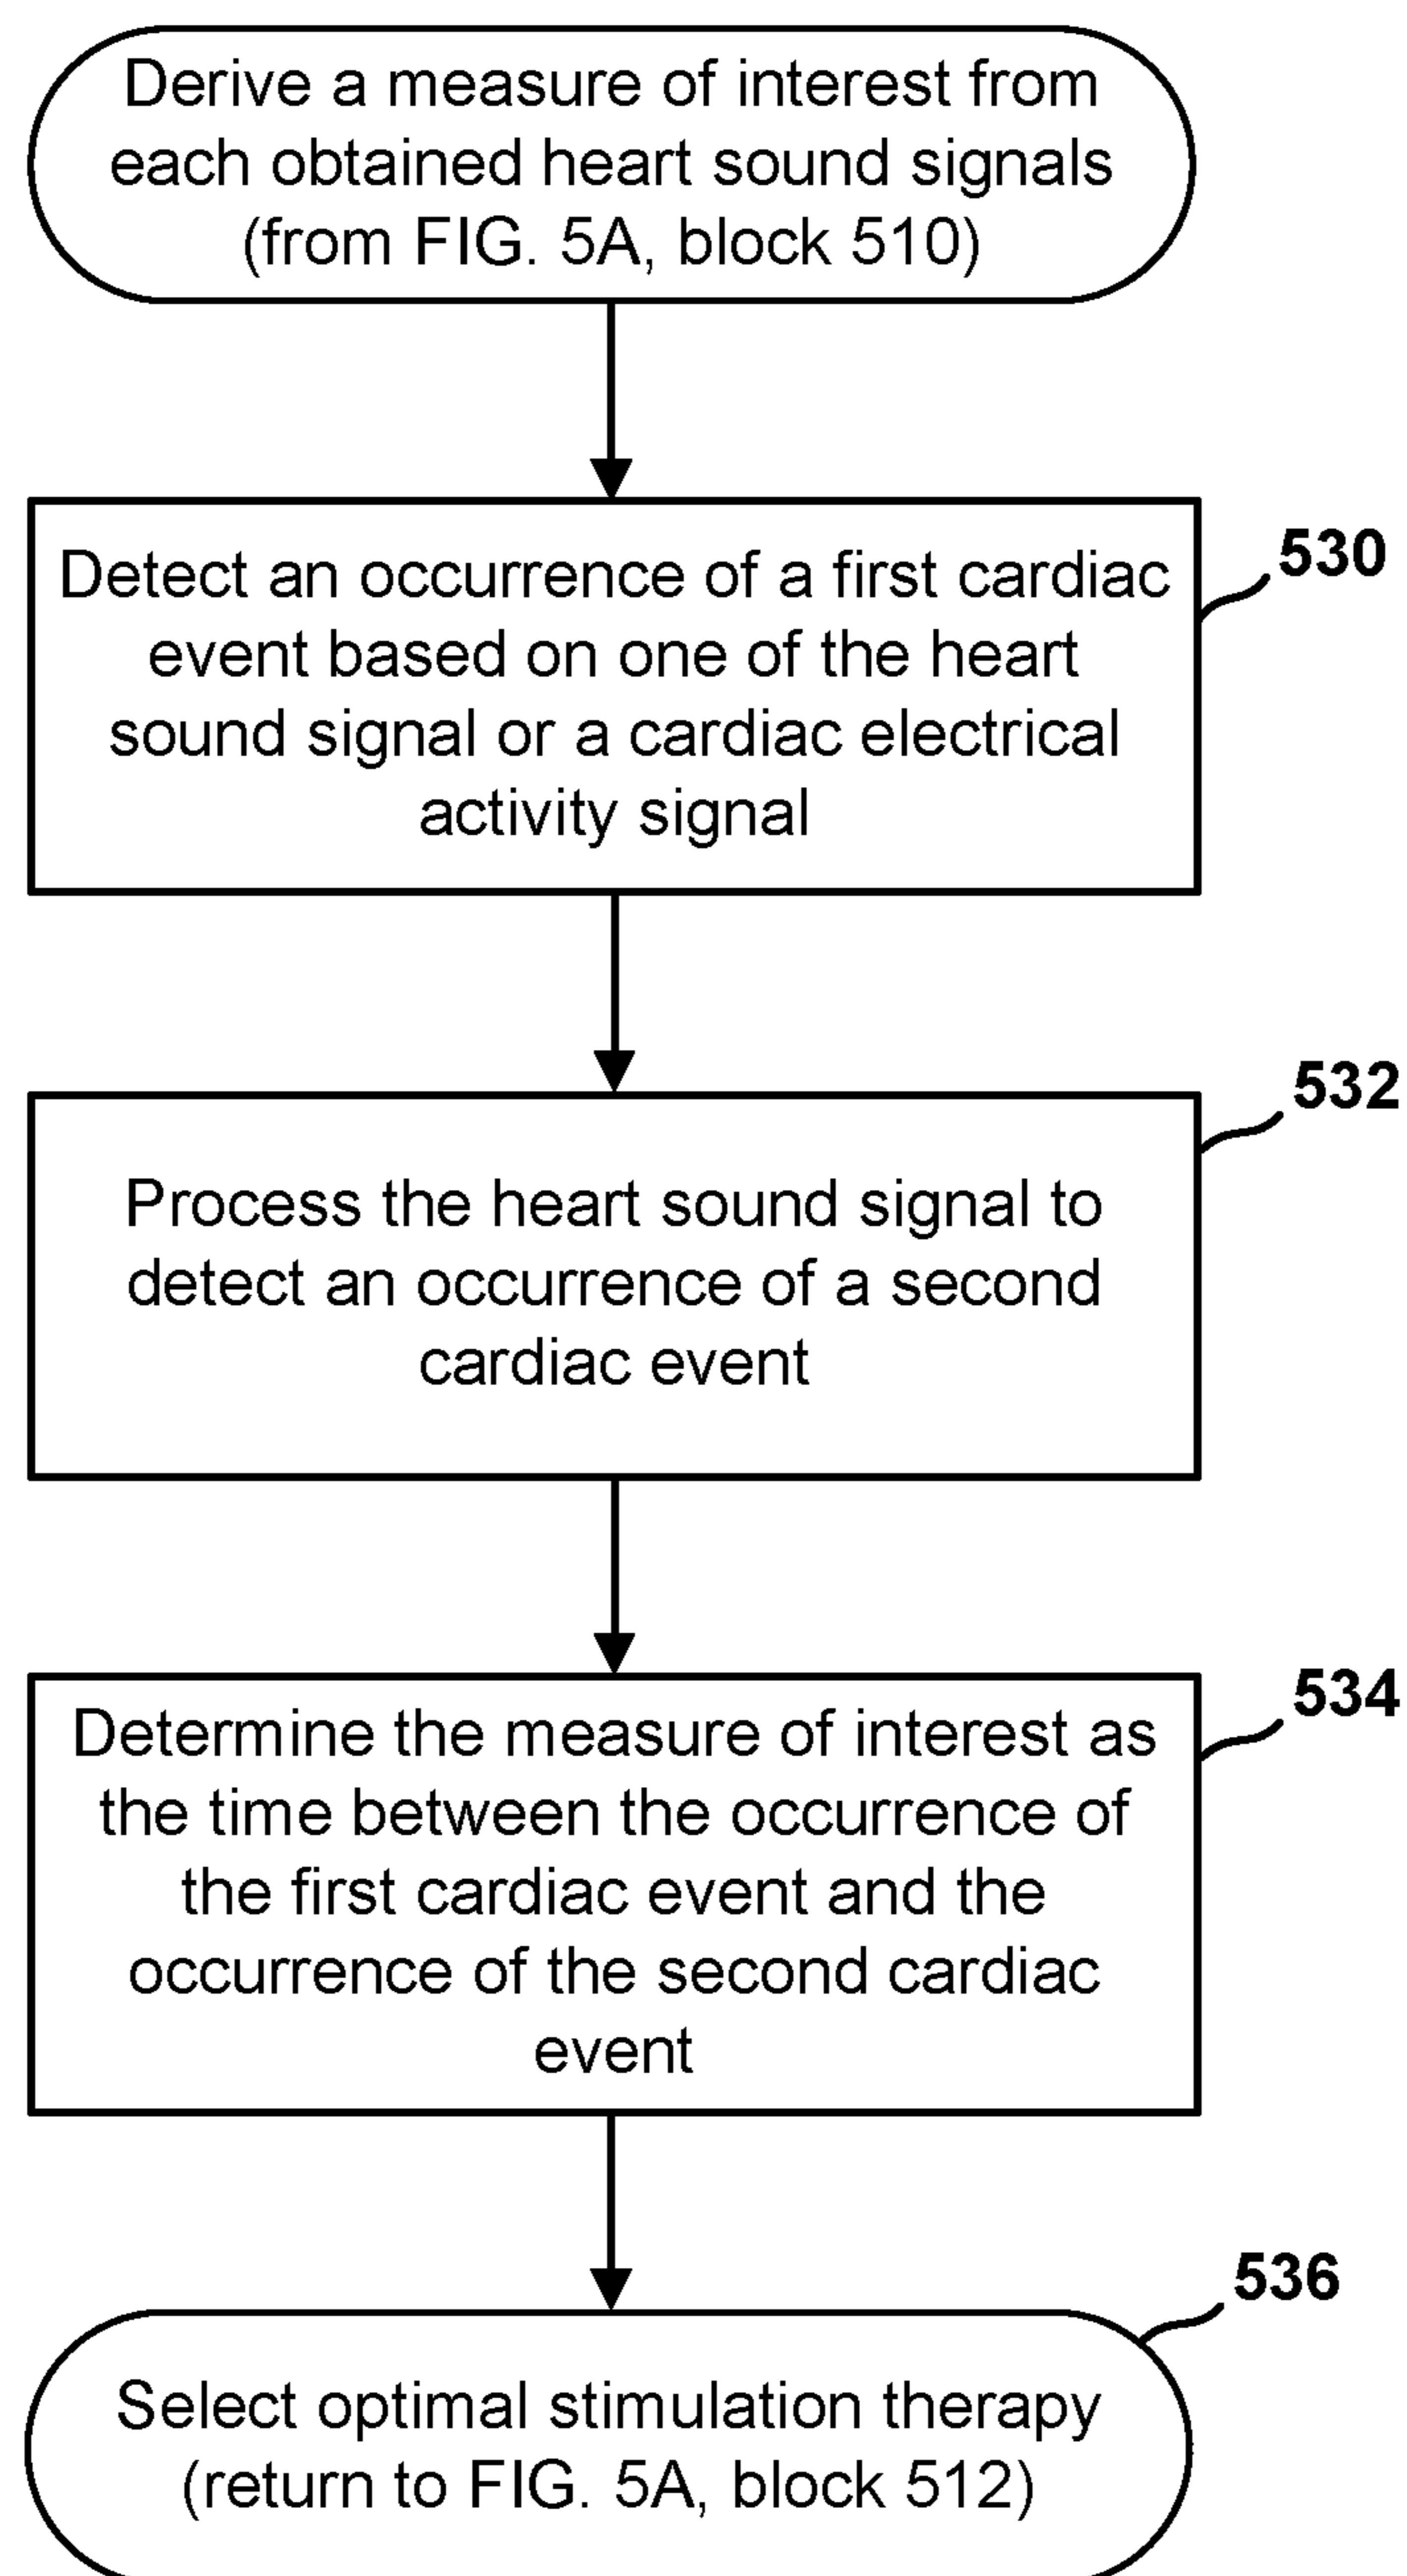 Derive a measure of interest from
each obtained heart sound signals
(from FIG. 5A, block 510)
530
Detect an occurrence of a first cardiac
event based on one of the heart
sound signal or a cardiac electrical
activity signal
532
Process the heart sound signal to
detect an occurrence of a second
cardiac event
534
Determine the measure of interest as
the time between the occurrence of
the first cardiac event and the
occurrence of the second cardiac
event
536
Select optimal stimulation therapy
(return to FIG. 5A, block 512)